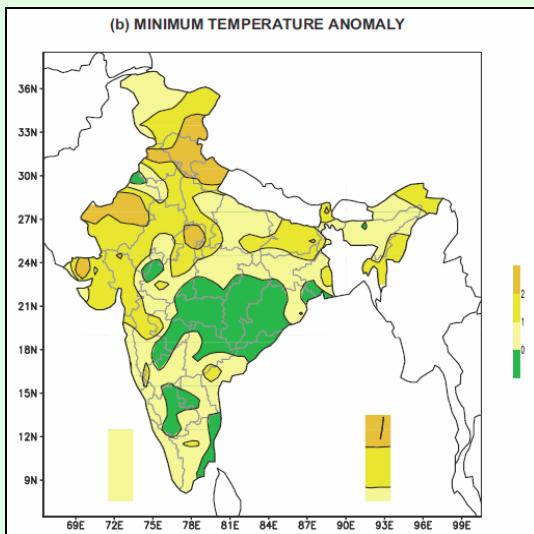 (b) MINIMUM TEMPERATURE ANOMALY
36N
33N
30N
27N
24N
21N
18N
15N
12N
9N
2
1
0
69E 72E 75E 78E 81E 84E 87E 90E 93E 96E 99E